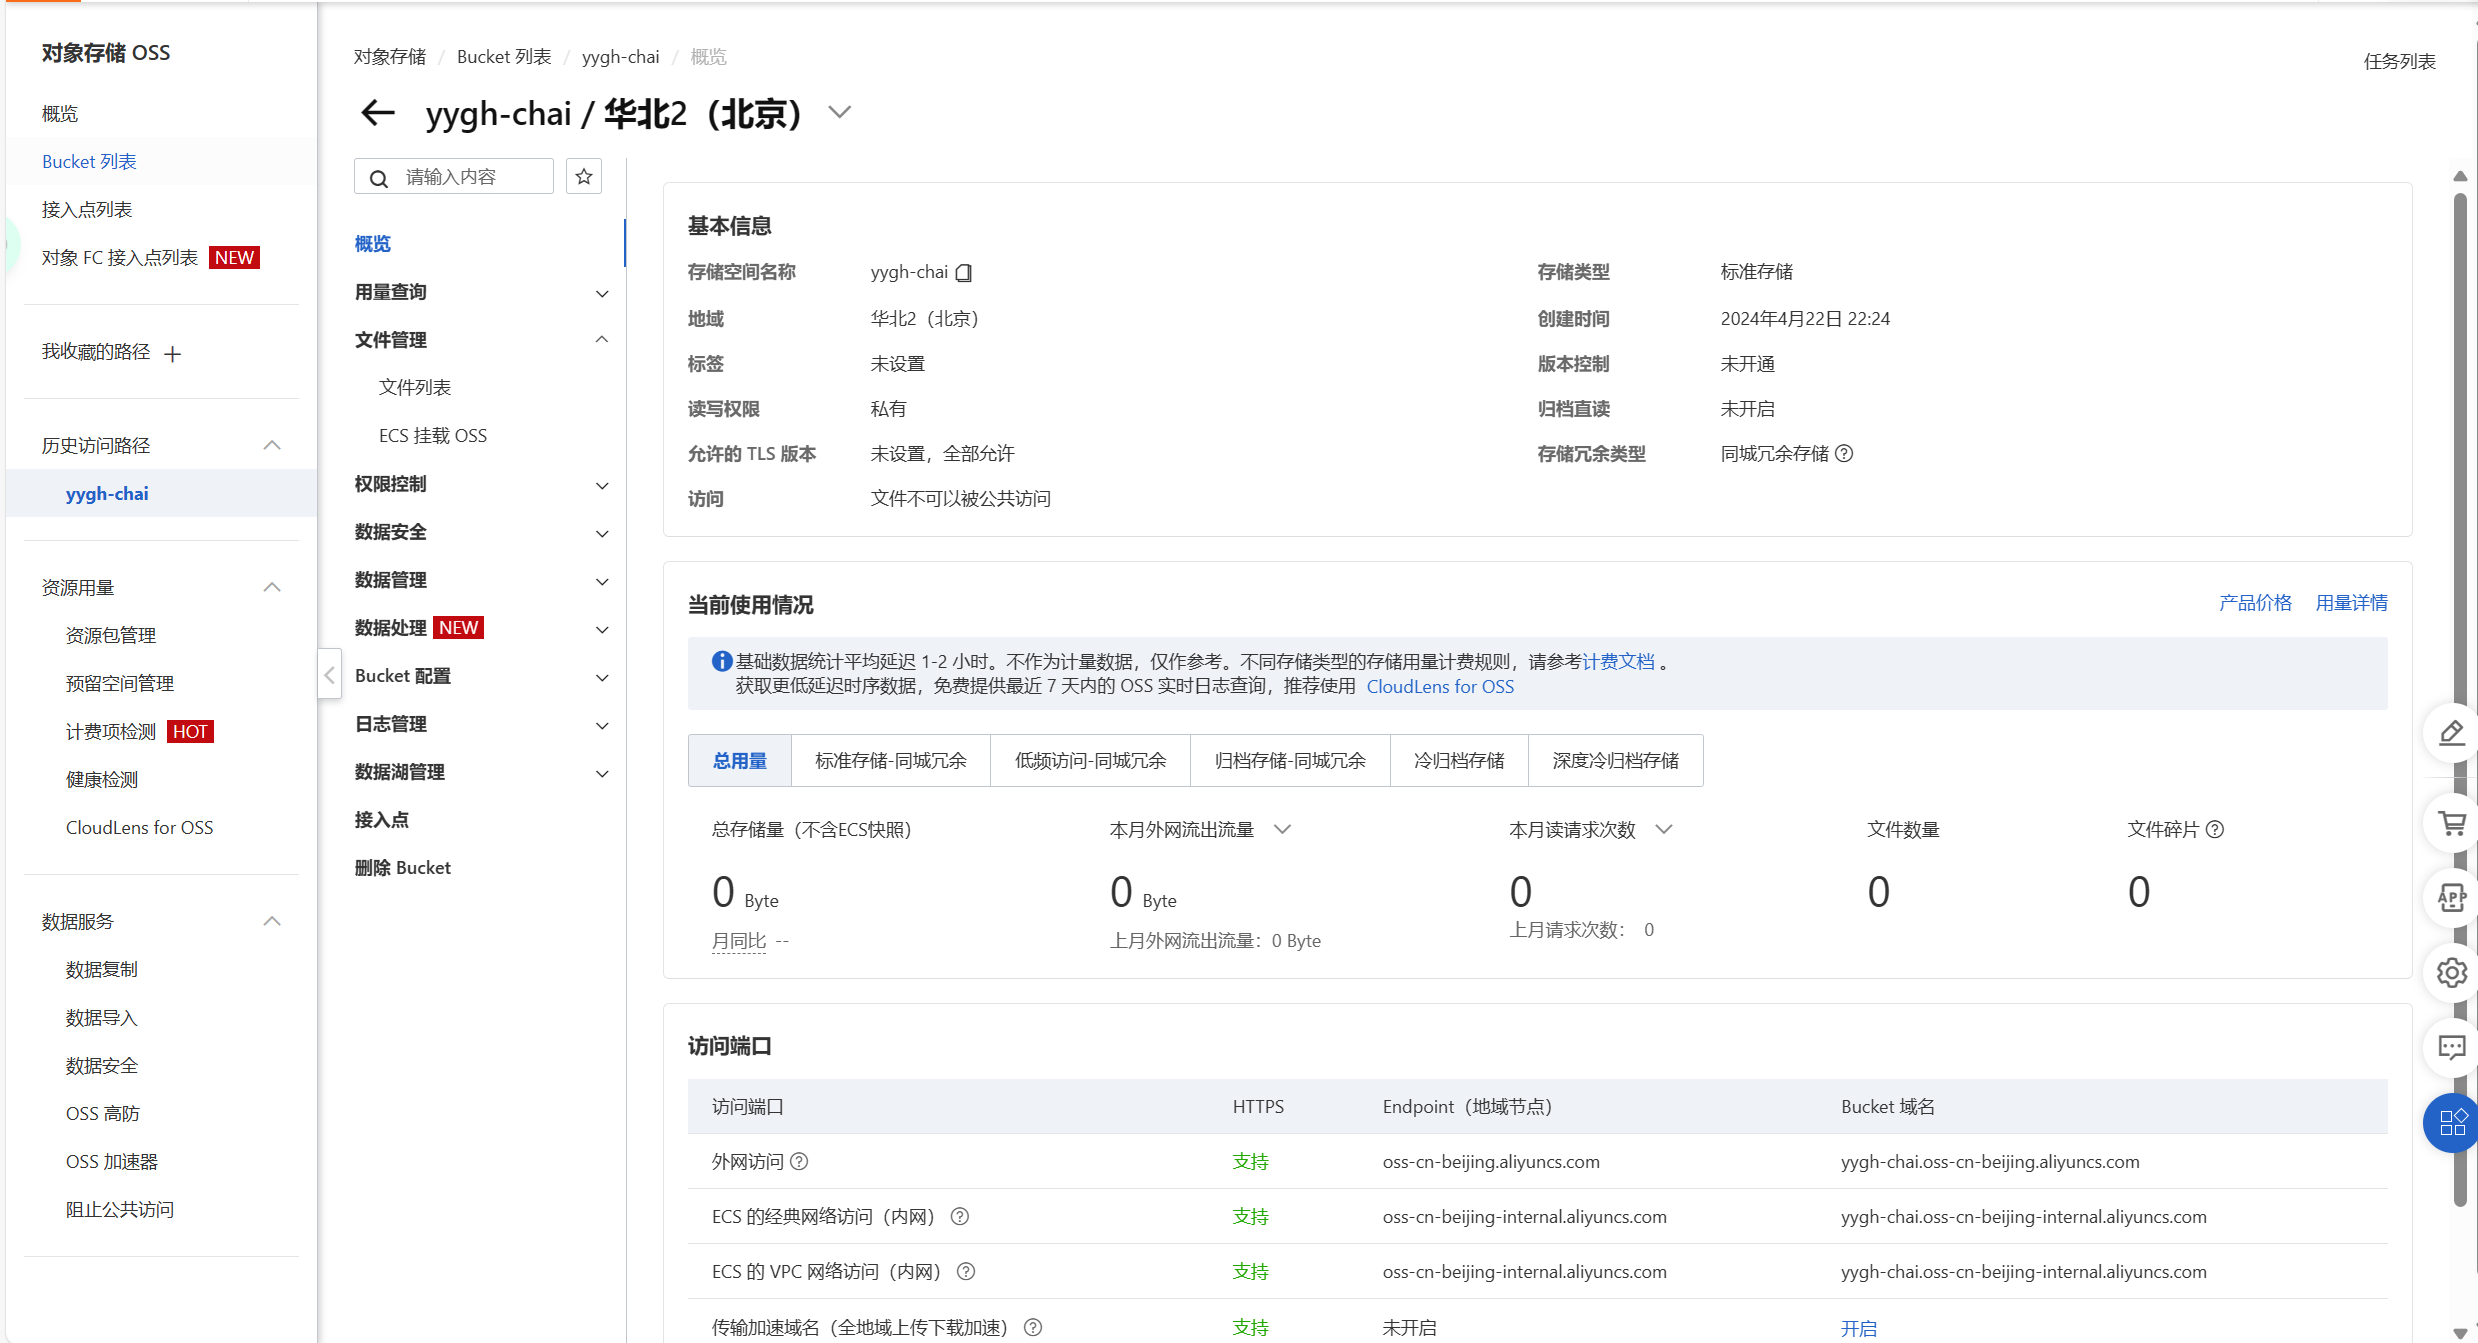 对象存储 OSS
概览
Bucket 列表
接入点列表
对象 FC 接入点列表 NEW
我收藏的路径
历史访问路径
yygh-chai
资源用量
资源包管理
预留空间管理
计费项检测 HOT
健康检测
CloudLens for OSS
数据服务
数据复制
数据导入
数据安全
OSS 高防
OSS 加速器
阻止公共访问
对象存储 / Bucket 列表 / yygh-chai / 概览
任务列表
yygh-chai / 华北2（北京）
请输入内容
概览
用量查询
文件管理
文件列表
ECS 挂载 OSS
权限控制
数据安全
数据管理
数据处理 NEW
Bucket 配置
日志管理
数据湖管理
接入点
删除 Bucket
基本信息
存储空间名称 yygh-chai 存储类型 标准存储
地域 华北2（北京） 创建时间 2024年4月22日 22:24
标签 未设置 版本控制 未开通
读写权限 私有 归档直读 未开启
允许的 TLS 版本 未设置，全部允许 存储冗余类型 同城冗余存储
访问 文件不可以被公共访问
当前使用情况 产品价格 用量详情
基础数据统计平均延迟 1-2 小时。不作为计量数据，仅作参考。不同存储类型的存储用量计费规则，请参考计费文档 。
获取更低延迟时序数据，免费提供最近 7 天内的 OSS 实时日志查询，推荐使用 CloudLens for OSS
总用量 标准存储-同城冗余 低频访问-同城冗余 归档存储-同城冗余 冷归档存储 深度冷归档存储
总存储量（不含ECS快照） 本月外网流出流量 本月读请求次数 文件数量 文件碎片
0 Byte 0 Byte 0 0 0
月同比 -- 上月外网流出流量：0 Byte 上月请求次数： 0
访问端口
访问端口 HTTPS Endpoint（地域节点） Bucket 域名
外网访问 支持 oss-cn-beijing.aliyuncs.com yygh-chai.oss-cn-beijing.aliyuncs.com
ECS 的经典网络访问（内网） 支持 oss-cn-beijing-internal.aliyuncs.com yygh-chai.oss-cn-beijing-internal.aliyuncs.com
ECS 的 VPC 网络访问（内网） 支持 oss-cn-beijing-internal.aliyuncs.com yygh-chai.oss-cn-beijing-internal.aliyuncs.com
传输加速域名（全地域上传下载加速） 支持 未开启 开启
APP